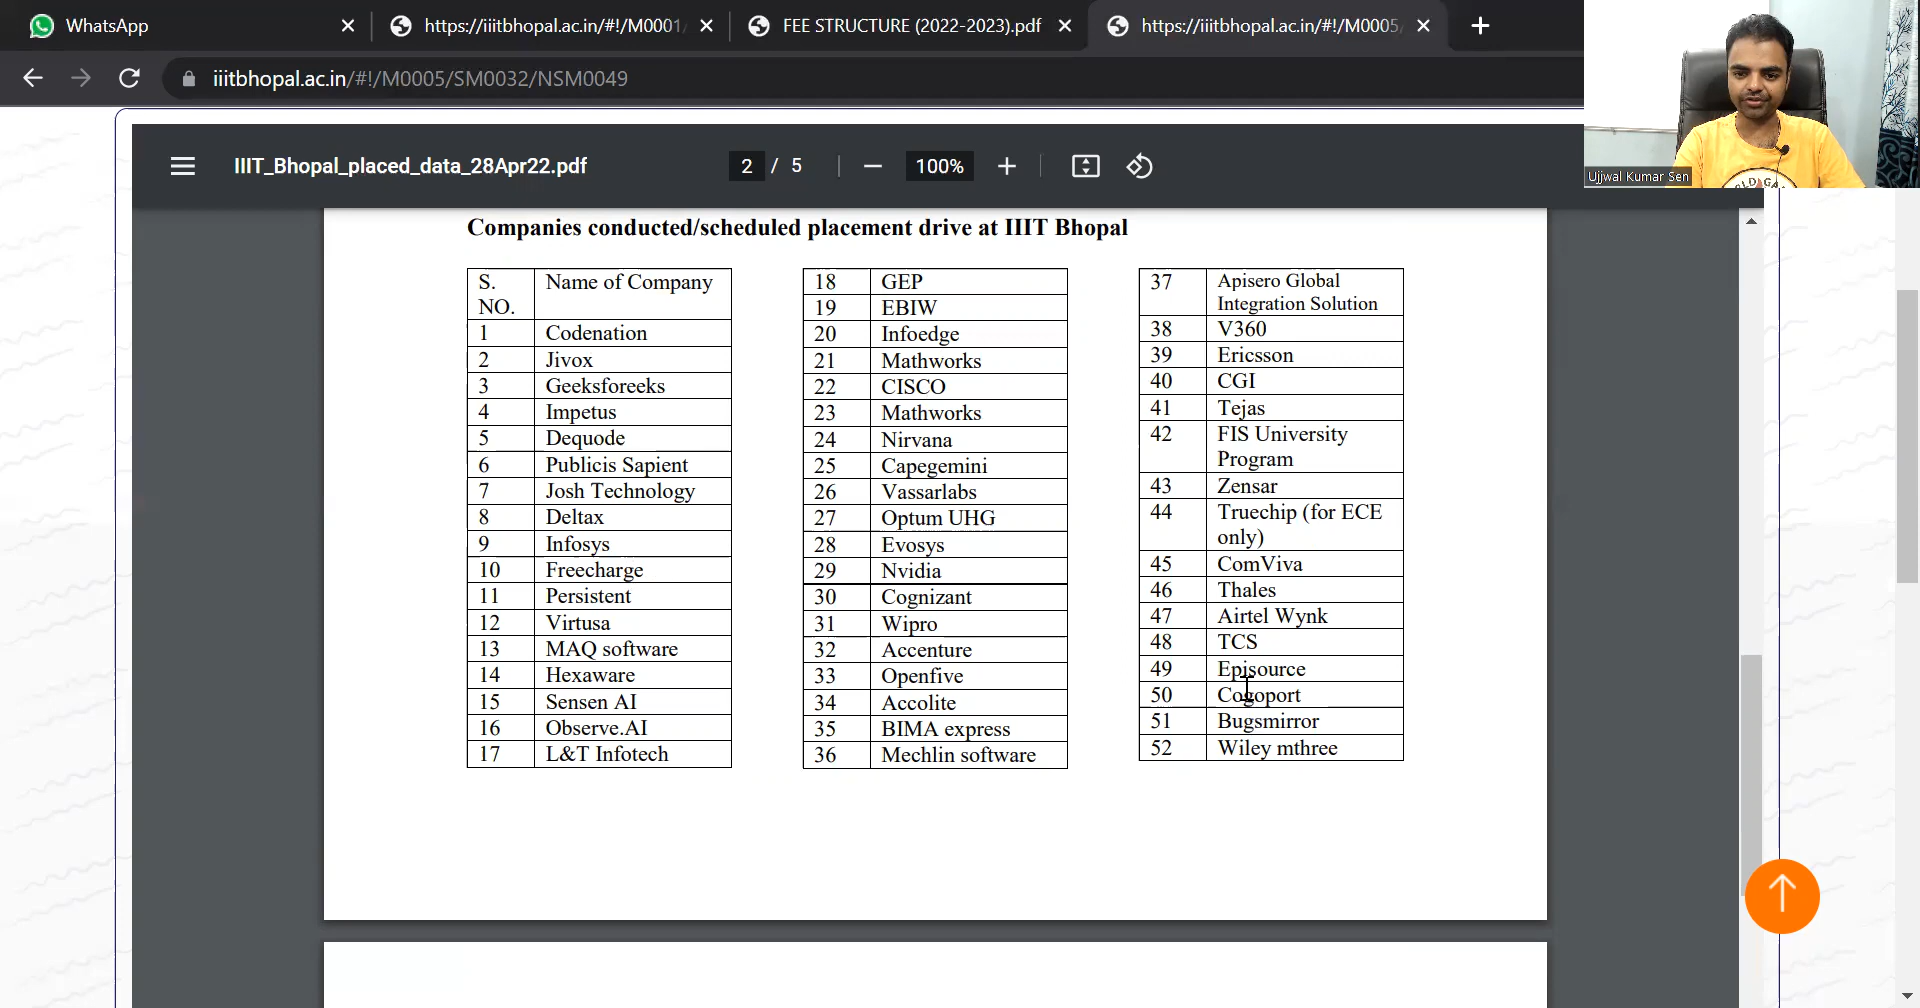 WhatsApp
https://iiitbhopal.ac.in/#!/M0001/
FEE STRUCTURE (2022-2023).pdf
https://iiitbhopal.ac.in/#!/M0005/
iiitbhopal.ac.in/#!/M0005/SM0032/NSM0049
IIIT_Bhopal_placed_data_28Apr22.pdf
2 / 5
100%
Ujjwal Kumar Sen
Companies conducted/scheduled placement drive at IIIT Bhopal
S. NO. Name of Company
1 Codenation
2 Jivox
3 Geeksforeeks
4 Impetus
5 Dequode
6 Publicis Sapient
7 Josh Technology
8 Deltax
9 Infosys
10 Freecharge
11 Persistent
12 Virtusa
13 MAQ software
14 Hexaware
15 Sensen AI
16 Observe.AI
17 L&T Infotech
18 GEP
19 EBIW
20 Infoedge
21 Mathworks
22 CISCO
23 Mathworks
24 Nirvana
25 Capegemini
26 Vassarlabs
27 Optum UHG
28 Evosys
29 Nvidia
30 Cognizant
31 Wipro
32 Accenture
33 Openfive
34 Accolite
35 BIMA express
36 Mechlin software
37 Apisero Global
Integration Solution
38 V360
39 Ericsson
40 CGI
41 Tejas
42 FIS University
Program
43 Zensar
44 Truechip (for ECE
only)
45 ComViva
46 Thales
47 Airtel Wynk
48 TCS
49 Episource
50 Cogoport
51 Bugsmirror
52 Wiley mthree